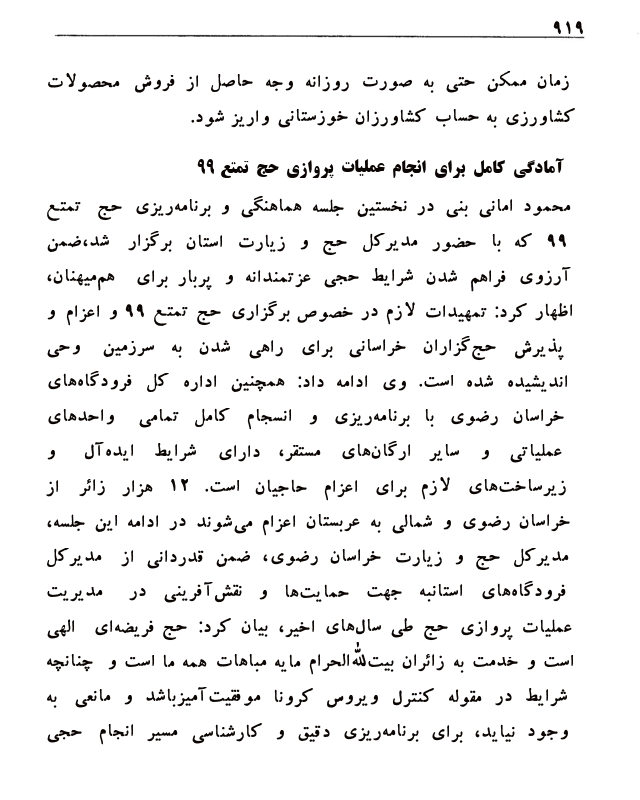 ۹۱۹
زمان ممکن حتی به صورت روزانه وجه حاصل از فروش محصولات
کشاورزی به حساب کشاورزان خوزستانی واریز شود.
آمادگی کامل برای انجام عملیات پروازی حج تمتع ۹۹
محمود امانی بنی در نخستین جلسه هماهنگی و برنامه‌ریزی حج تمتع
۹۹ که با حضور مدیرکل حج و زیارت استان برگزار شد،ضمن
آرزوی فراهم شدن شرایط حجی عزتمندانه و پربار برای هم‌میهنان،
اظهار کرد: تمهیدات لازم در خصوص برگزاری حج تمتع ۹۹ و اعزام و
پذیرش حج‌گزاران خراسانی برای راهی شدن به سرزمین وحی
اندیشیده شده است. وی ادامه داد: همچنین اداره کل فرودگاه‌های
خراسان رضوی با برنامه‌ریزی و انسجام کامل تمامی واحدهای
عملیاتی و سایر ارگان‌های مستقر، دارای شرایط ایده‌آل و
زیرساخت‌های لازم برای اعزام حاجیان است. ۱۲ هزار زائر از
خراسان رضوی و شمالی به عربستان اعزام می‌شوند در ادامه این جلسه،
مدیرکل حج و زیارت خراسان رضوی، ضمن قدردانی از مدیرکل
فرودگاه‌های استانبه جهت حمایت‌ها و نقش‌آفرینی در مدیریت
عملیات پروازی حج طی سال‌های اخیر، بیان کرد: حج فریضه‌ای الهی
است و خدمت به زائران بیت‌الله‌الحرام مایه مباهات همه ما است و چنانچه
شرایط در مقوله کنترل ویروس کرونا موفقیت‌آمیزباشد و مانعی به
وجود نیاید، برای برنامه‌ریزی دقیق و کارشناسی مسیر انجام حجی